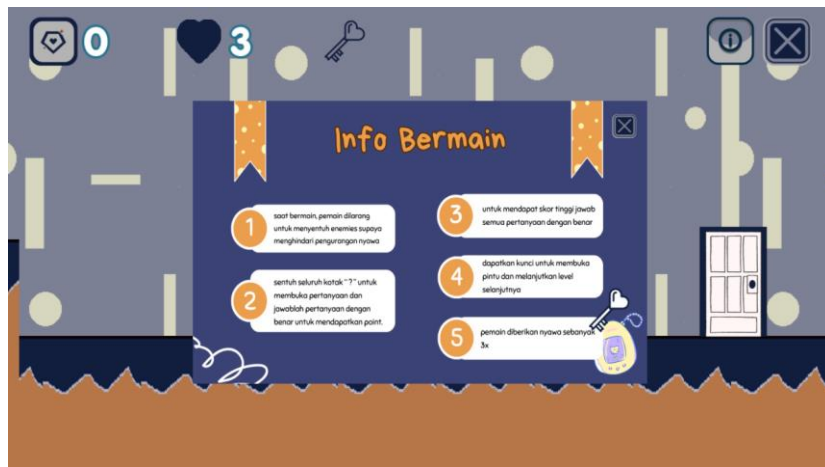 0
3
Info Bermain
1
saat bermain, pemain dilarang
untuk menyentuh enemies supaya
menghindari pengurangan nyawa
2
sentuh seluruh kotak "?" untuk
membuka pertanyaan dan
jawablah pertanyaan dengan
benar untuk mendapatkan point.
3
untuk mendapat skor tinggi jawab
semua pertanyaan dengan benar
4
dapatkan kunci untuk membuka
pintu dan melanjutkan level
selanjutnya
5
pemain diberikan nyawa sebanyak
3x